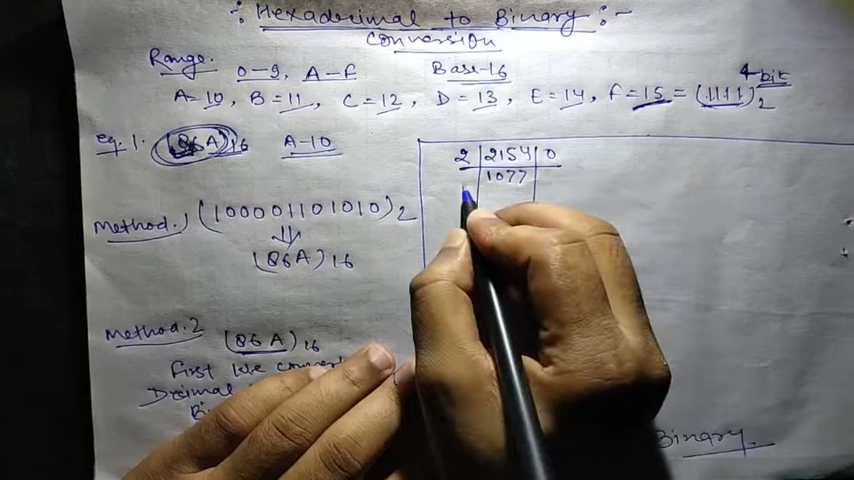 :Hexadecimal to Binary:-
Conversion
Range. 0-9, A-F Base-16
A=10, B=11, C=12, D=13, E=14, F=15=(1111)2
4 bit
eg.1. (86A)16 A-10
2 2154 0
1077
Method.1 (100001101010)2
⇓
(86A)16
Method.2 (86A)16
First We
Decimal
Binary.